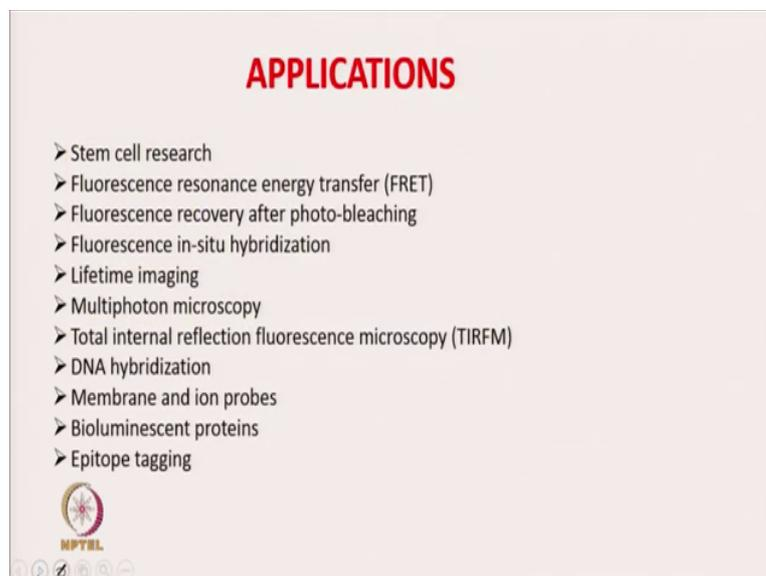 APPLICATIONS
➤ Stem cell research
➤ Fluorescence resonance energy transfer (FRET)
➤ Fluorescence recovery after photo-bleaching
➤ Fluorescence in-situ hybridization
➤ Lifetime imaging
➤ Multiphoton microscopy
➤ Total internal reflection fluorescence microscopy (TIRFM)
➤ DNA hybridization
➤ Membrane and ion probes
➤ Bioluminescent proteins
➤ Epitope tagging
NPTEL